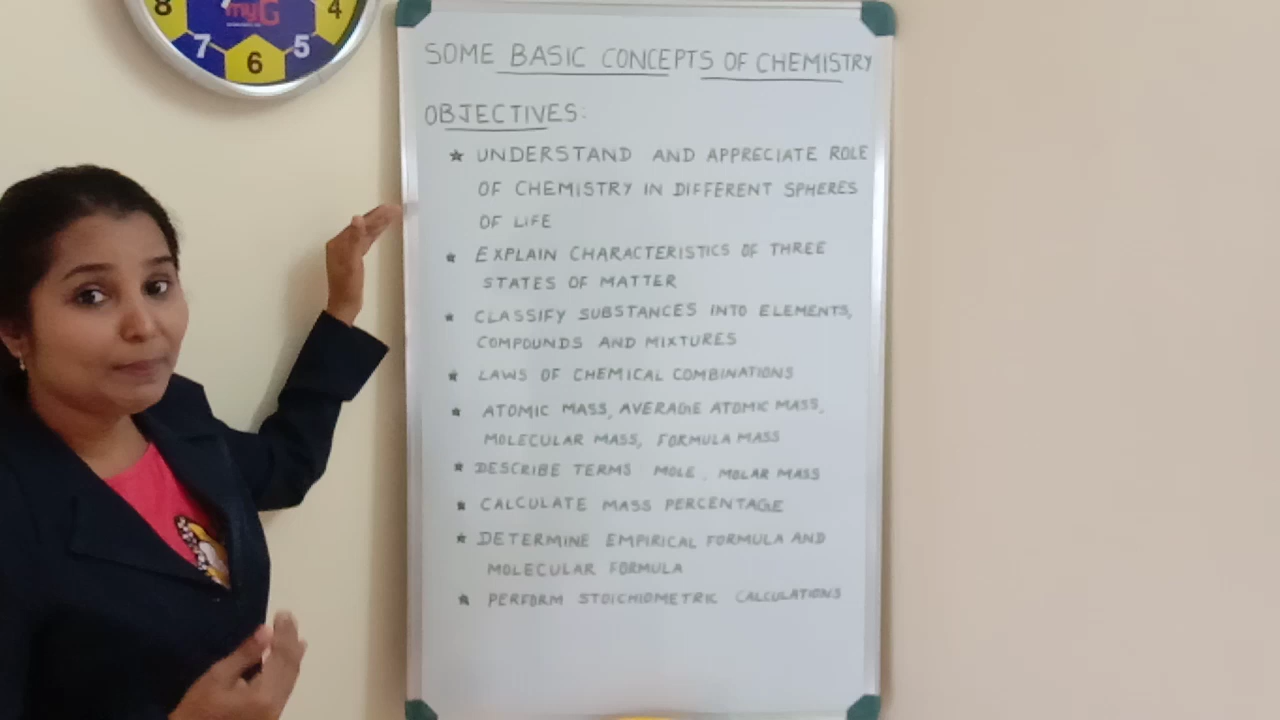 8
4
myG
7
5
6
SOME BASIC CONCEPTS OF CHEMISTRY
OBJECTIVES:
★ UNDERSTAND AND APPRECIATE ROLE
OF CHEMISTRY IN DIFFERENT SPHERES
OF LIFE
★ EXPLAIN CHARACTERISTICS OF THREE
STATES OF MATTER
★ CLASSIFY SUBSTANCES INTO ELEMENTS,
COMPOUNDS AND MIXTURES
★ LAWS OF CHEMICAL COMBINATIONS
★ ATOMIC MASS, AVERAGE ATOMIC MASS,
MOLECULAR MASS, FORMULA MASS
★ DESCRIBE TERMS MOLE, MOLAR MASS
★ CALCULATE MASS PERCENTAGE
★ DETERMINE EMPIRICAL FORMULA AND
MOLECULAR FORMULA
★ PERFORM STOICHIOMETRIC CALCULATIONS